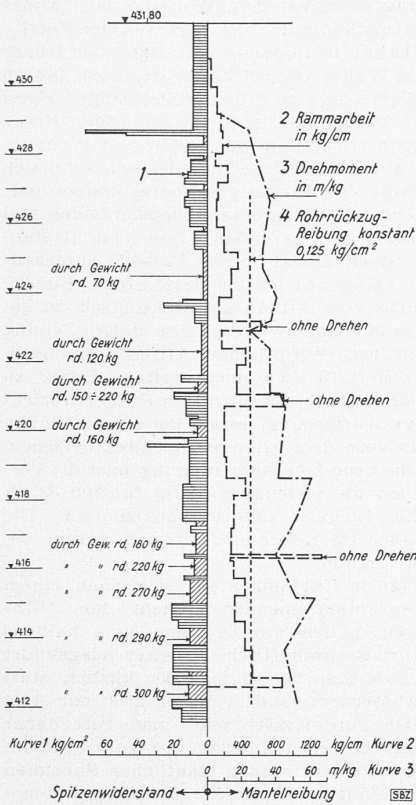 431,80
430
428
426
424
422
420
418
416
414
412
1
2 Rammarbeit
in kg/cm
3 Drehmoment
in m/kg
4 Rohrrückzug-
Reibung konstant
0,125 kg/cm²
durch Gewicht
rd. 70 kg
ohne Drehen
durch Gewicht
rd. 120 kg
durch Gewicht
rd. 150 ÷ 220 kg
ohne Drehen
durch Gewicht
rd. 160 kg
durch Gew. rd. 180 kg
ohne Drehen
" " rd. 220 kg
" " rd. 270 kg
" " rd. 290 kg
" " rd. 300 kg
Kurve 1 kg/cm² 60 40 20 0 400 800 1200 kg/cm Kurve 2
0 20 40 60 m/kg Kurve 3
Spitzenwiderstand Mantelreibung
SBZ